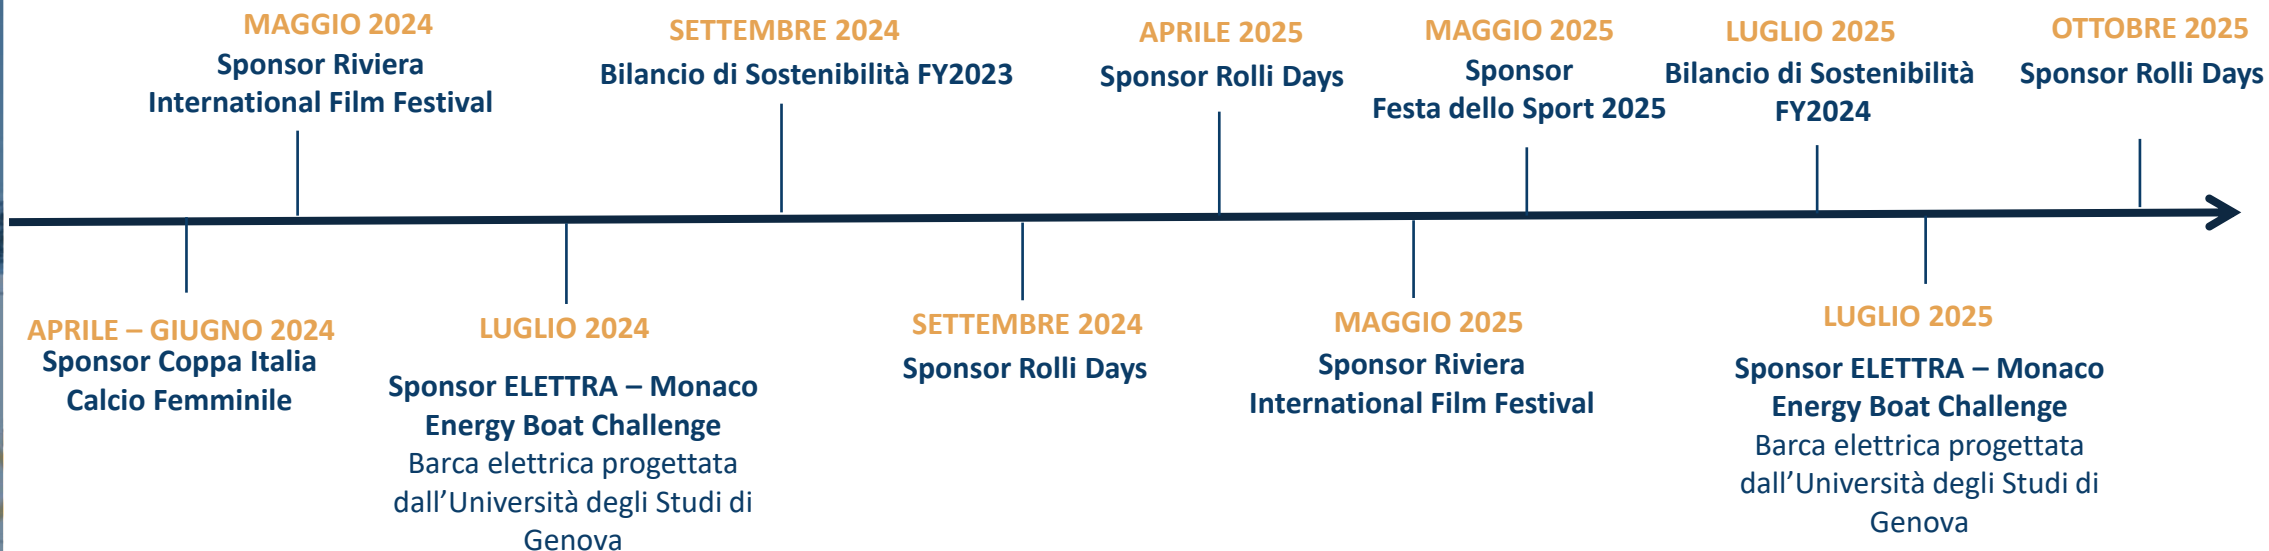 MAGGIO 2024
Sponsor Riviera
International Film Festival
SETTEMBRE 2024
Bilancio di Sostenibilità FY2023
APRILE 2025
Sponsor Rolli Days
MAGGIO 2025
Sponsor
Festa dello Sport 2025
LUGLIO 2025
Bilancio di Sostenibilità
FY2024
OTTOBRE 2025
Sponsor Rolli Days
APRILE – GIUGNO 2024
Sponsor Coppa Italia
Calcio Femminile
LUGLIO 2024
Sponsor ELETTRA – Monaco
Energy Boat Challenge
Barca elettrica progettata
dall’Università degli Studi di
Genova
SETTEMBRE 2024
Sponsor Rolli Days
MAGGIO 2025
Sponsor Riviera
International Film Festival
LUGLIO 2025
Sponsor ELETTRA – Monaco
Energy Boat Challenge
Barca elettrica progettata
dall’Università degli Studi di
Genova